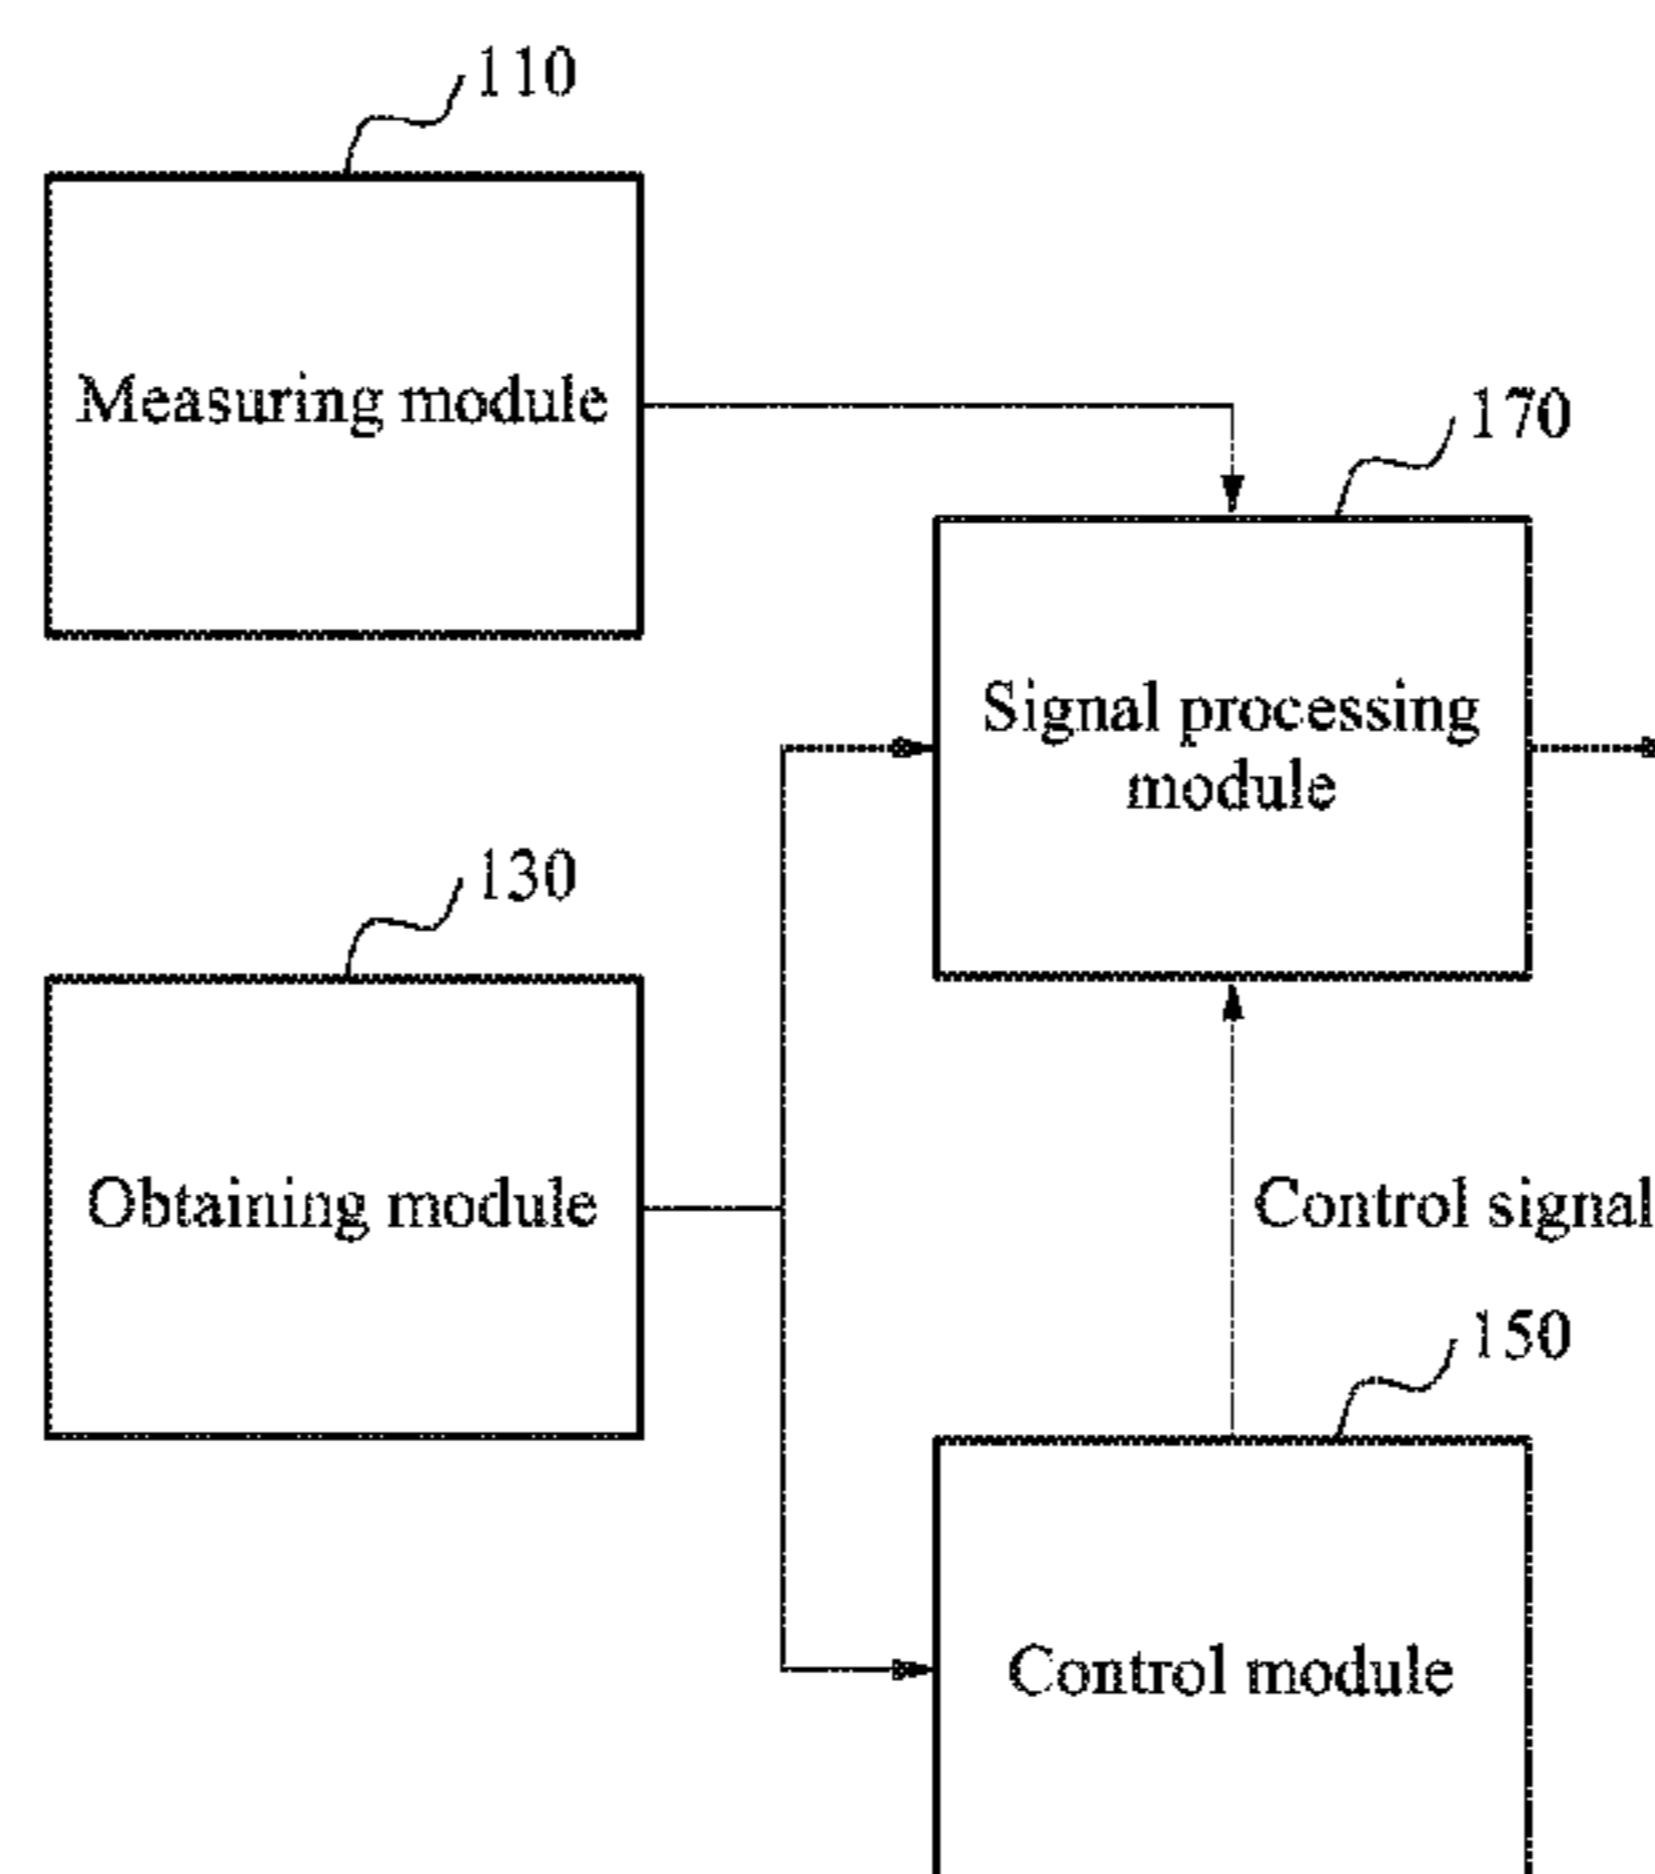 110
Measuring module
170
Signal processing
module
130
Obtaining module
Control signal
150
Control module